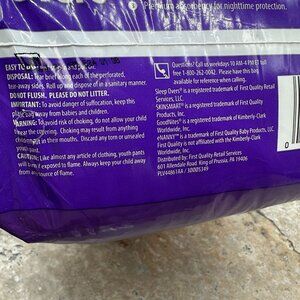 Premium absorbency for nighttime protection.
EASY TO
DISPOSAL: Tear brief along each of the perforated,
tear-away sides. Roll up and dispose of in a sanitary manner.
DO NOT FLUSH. PLEASE DO NOT LITTER.
IMPORTANT: To avoid danger of suffocation, keep this
plastic bag away from babies and children.
WARNING: To avoid risk of choking, do not allow your child
to tear the covering. Choking may result from anything
children put in their mouths. Discard any torn or unsealed
pant.
CAUTION: Like almost any article of clothing, youth pants
will burn if exposed to flame. Always keep your child away
from any source of flame.
Questions? Call us weekdays 10 AM-4 PM EST toll
free 1-800-262-0042. Please have this bag
available for reference when calling.
Sleep Overs® is a registered trademark of First Quality Retail
Services, LLC.
SKINSMART® is a registered trademark of First Quality
Products, Inc.
GoodNites® is a registered trademark of Kimberly-Clark
Worldwide, Inc.
is a trademark of First Quality Baby Products, LLC
First Quality is not affiliated with the Kimberly-Clark
Worldwide, Inc.
Distributed by: First Quality Retail Services
601 Allendale Road King of Prussia, PA 19406